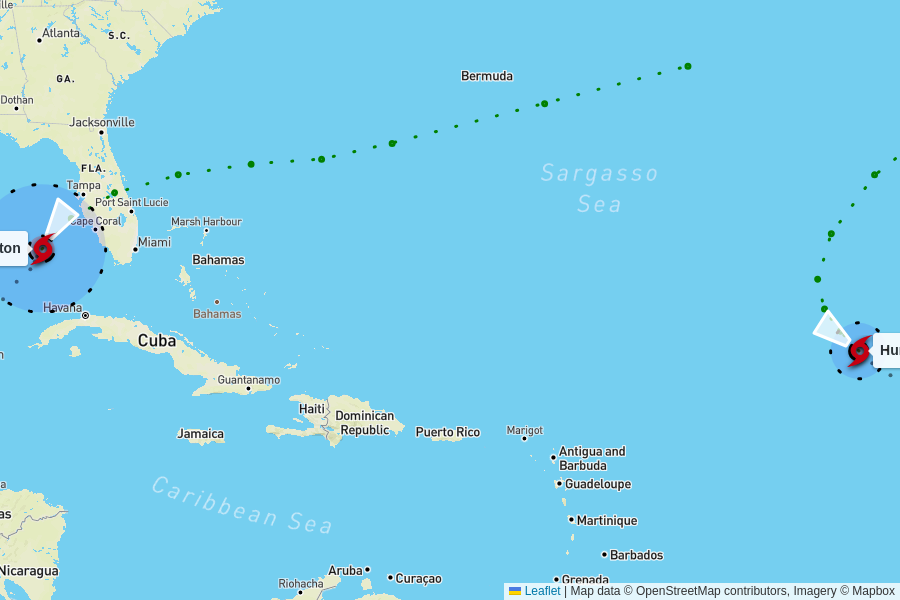 lle
Atlanta
S.C.
GA.
Bermuda
Dothan
Jacksonville
FLA.
Sargasso
Sea
Tampa
Port Saint Lucie
Cape Coral
Marsh Harbour
Miami
ton
Bahamas
Havana
Bahamas
Cuba
Hur
Guantanamo
Haiti
Dominican
Republic
Jamaica
Puerto Rico
Marigot
Antigua and
Barbuda
Guadeloupe
Caribbean Sea
a
as
Martinique
Barbados
Nicaragua
Aruba
Curaçao
Riohacha
Grenada
Leaflet | Map data © OpenStreetMap contributors, Imagery © Mapbox